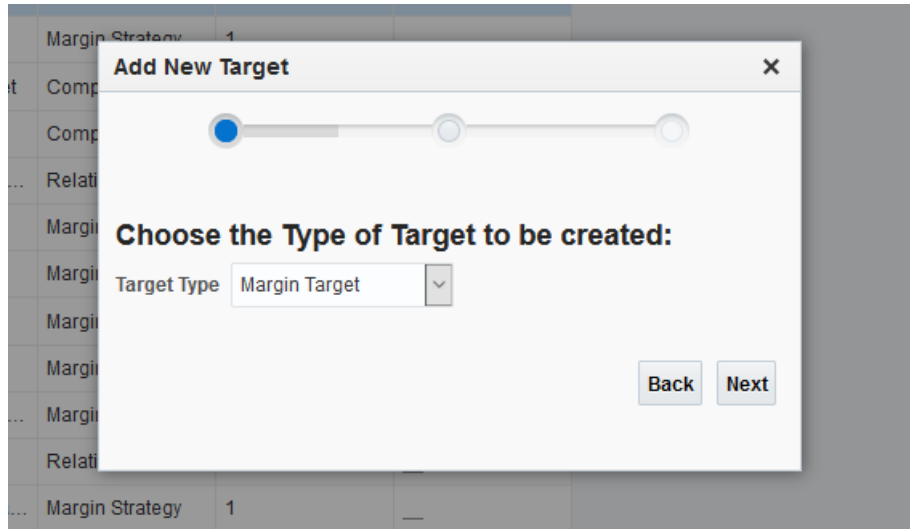 Margin Strategy 1
Add New Target
et Comp
Comp
... Relati
Margi
Choose the Type of Target to be created:
Margi
Target Type Margin Target
Margi
Margi
Back Next
... Margi
Relati
... Margin Strategy 1